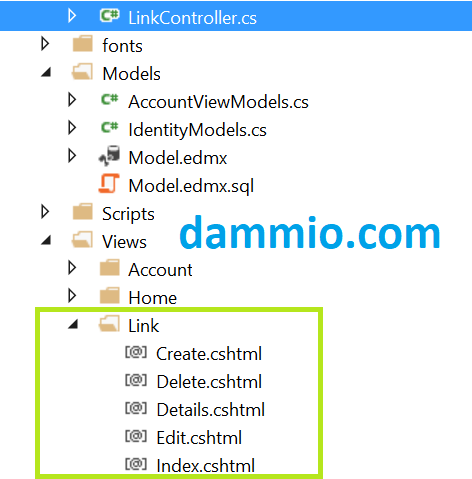 LinkController.cs
fonts
Models
AccountViewModels.cs
IdentityModels.cs
Model.edmx
Model.edmx.sql
Scripts
Views
dammio.com
Account
Home
Link
[@] Create.cshtml
[@] Delete.cshtml
[@] Details.cshtml
[@] Edit.cshtml
[@] Index.cshtml